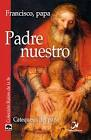 Francisco, papa
Padre
nuestro
Catequesis del papa